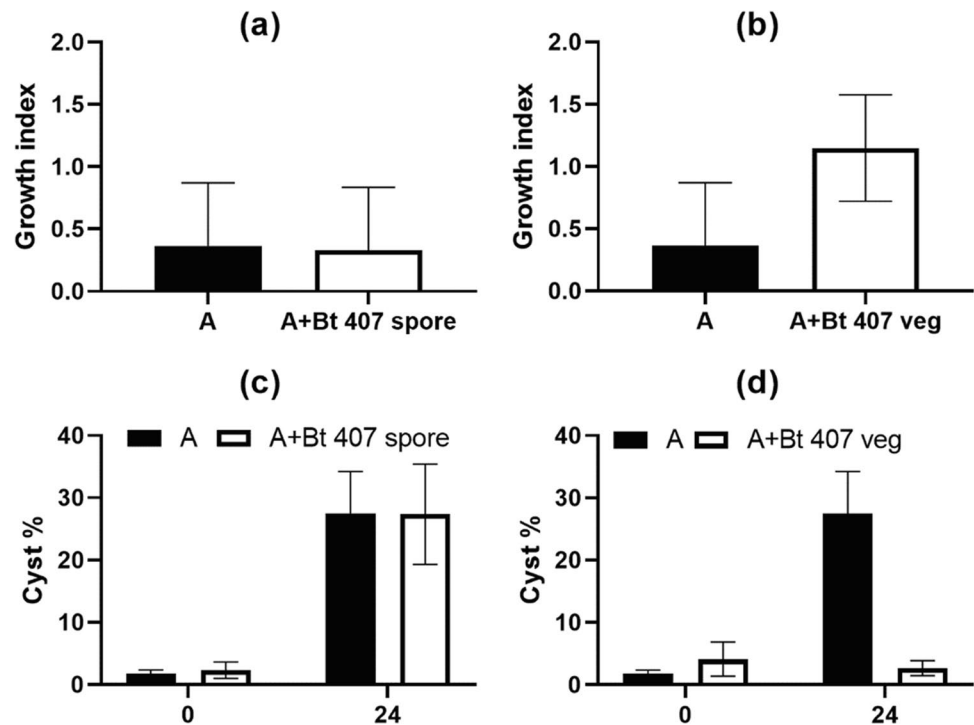 (a)
2.0
1.5
1.0
0.5
0.0
Growth index
A
A+Bt 407 spore
(b)
2.0
1.5
1.0
0.5
0.0
Growth index
A
A+Bt 407 veg
(c)
A
A+Bt 407 spore
40
30
20
10
0
Cyst %
0
24
(d)
A
A+Bt 407 veg
40
30
20
10
0
Cyst %
0
24